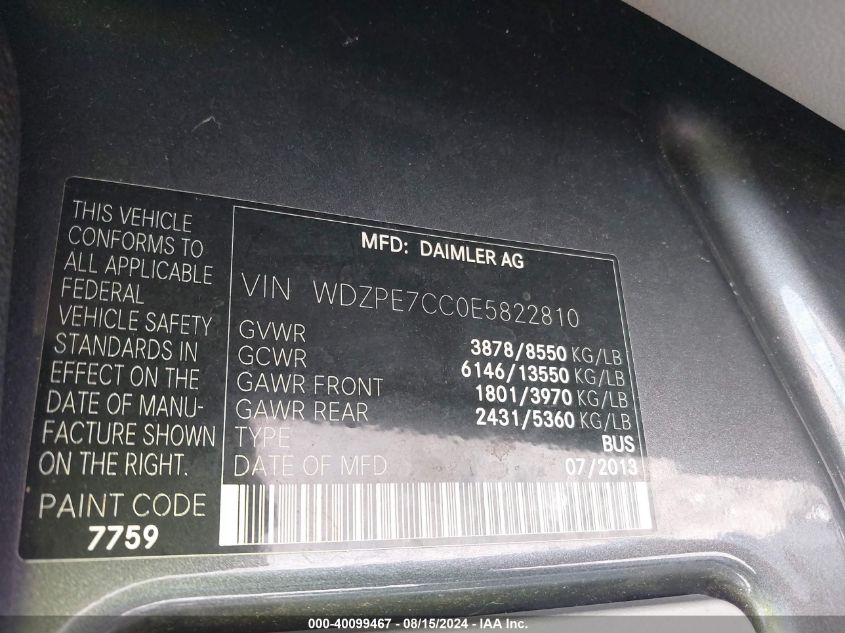 THIS VEHICLE
CONFORMS TO
ALL APPLICABLE
FEDERAL
VEHICLE SAFETY
STANDARDS IN
EFFECT ON THE
DATE OF MANU-
FACTURE SHOWN
ON THE RIGHT.
PAINT CODE
7759
MFD: DAIMLER AG
VIN WDZPE7CC0E5822810
GVWR 3878/8550 KG/LB
GCWR 6146/13550 KG/LB
GAWR FRONT 1801/3970 KG/LB
GAWR REAR 2431/5360 KG/LB
TYPE BUS
DATE OF MFD 07/2013
000-40099467 - 08/15/2024 - IAA Inc.